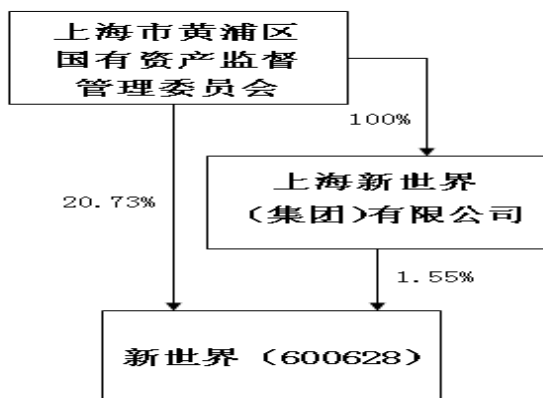 上海市黄浦区
国有资产监督
管理委员会
100%
上海新世界
（集团）有限公司
20.73%
1.55%
新世界（600628）